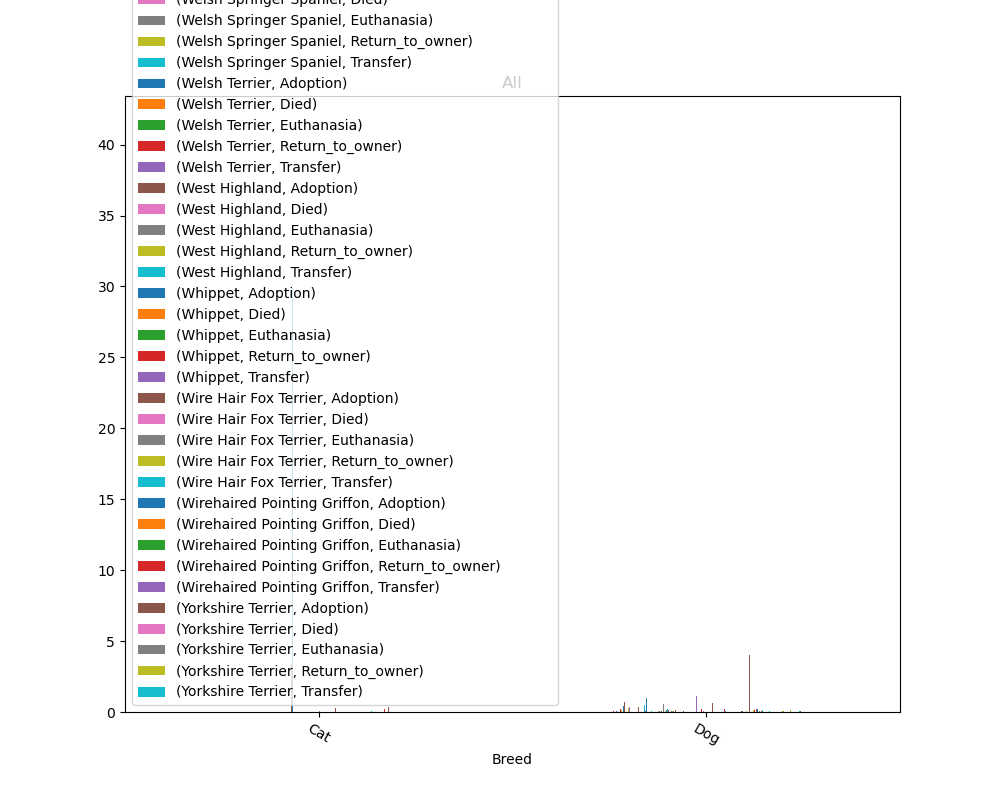 (Welsh Springer Spaniel, Died)
(Welsh Springer Spaniel, Euthanasia)
(Welsh Springer Spaniel, Return_to_owner)
(Welsh Springer Spaniel, Transfer)
(Welsh Terrier, Adoption)
All
(Welsh Terrier, Died)
(Welsh Terrier, Euthanasia)
(Welsh Terrier, Return_to_owner)
(Welsh Terrier, Transfer)
(West Highland, Adoption)
(West Highland, Died)
(West Highland, Euthanasia)
(West Highland, Return_to_owner)
(West Highland, Transfer)
(Whippet, Adoption)
(Whippet, Died)
(Whippet, Euthanasia)
(Whippet, Return_to_owner)
(Whippet, Transfer)
(Wire Hair Fox Terrier, Adoption)
(Wire Hair Fox Terrier, Died)
(Wire Hair Fox Terrier, Euthanasia)
(Wire Hair Fox Terrier, Return_to_owner)
(Wire Hair Fox Terrier, Transfer)
(Wirehaired Pointing Griffon, Adoption)
(Wirehaired Pointing Griffon, Died)
(Wirehaired Pointing Griffon, Euthanasia)
(Wirehaired Pointing Griffon, Return_to_owner)
(Wirehaired Pointing Griffon, Transfer)
(Yorkshire Terrier, Adoption)
(Yorkshire Terrier, Died)
(Yorkshire Terrier, Euthanasia)
(Yorkshire Terrier, Return_to_owner)
(Yorkshire Terrier, Transfer)
40
35
30
25
20
15
10
5
0
Cat
Dog
Breed